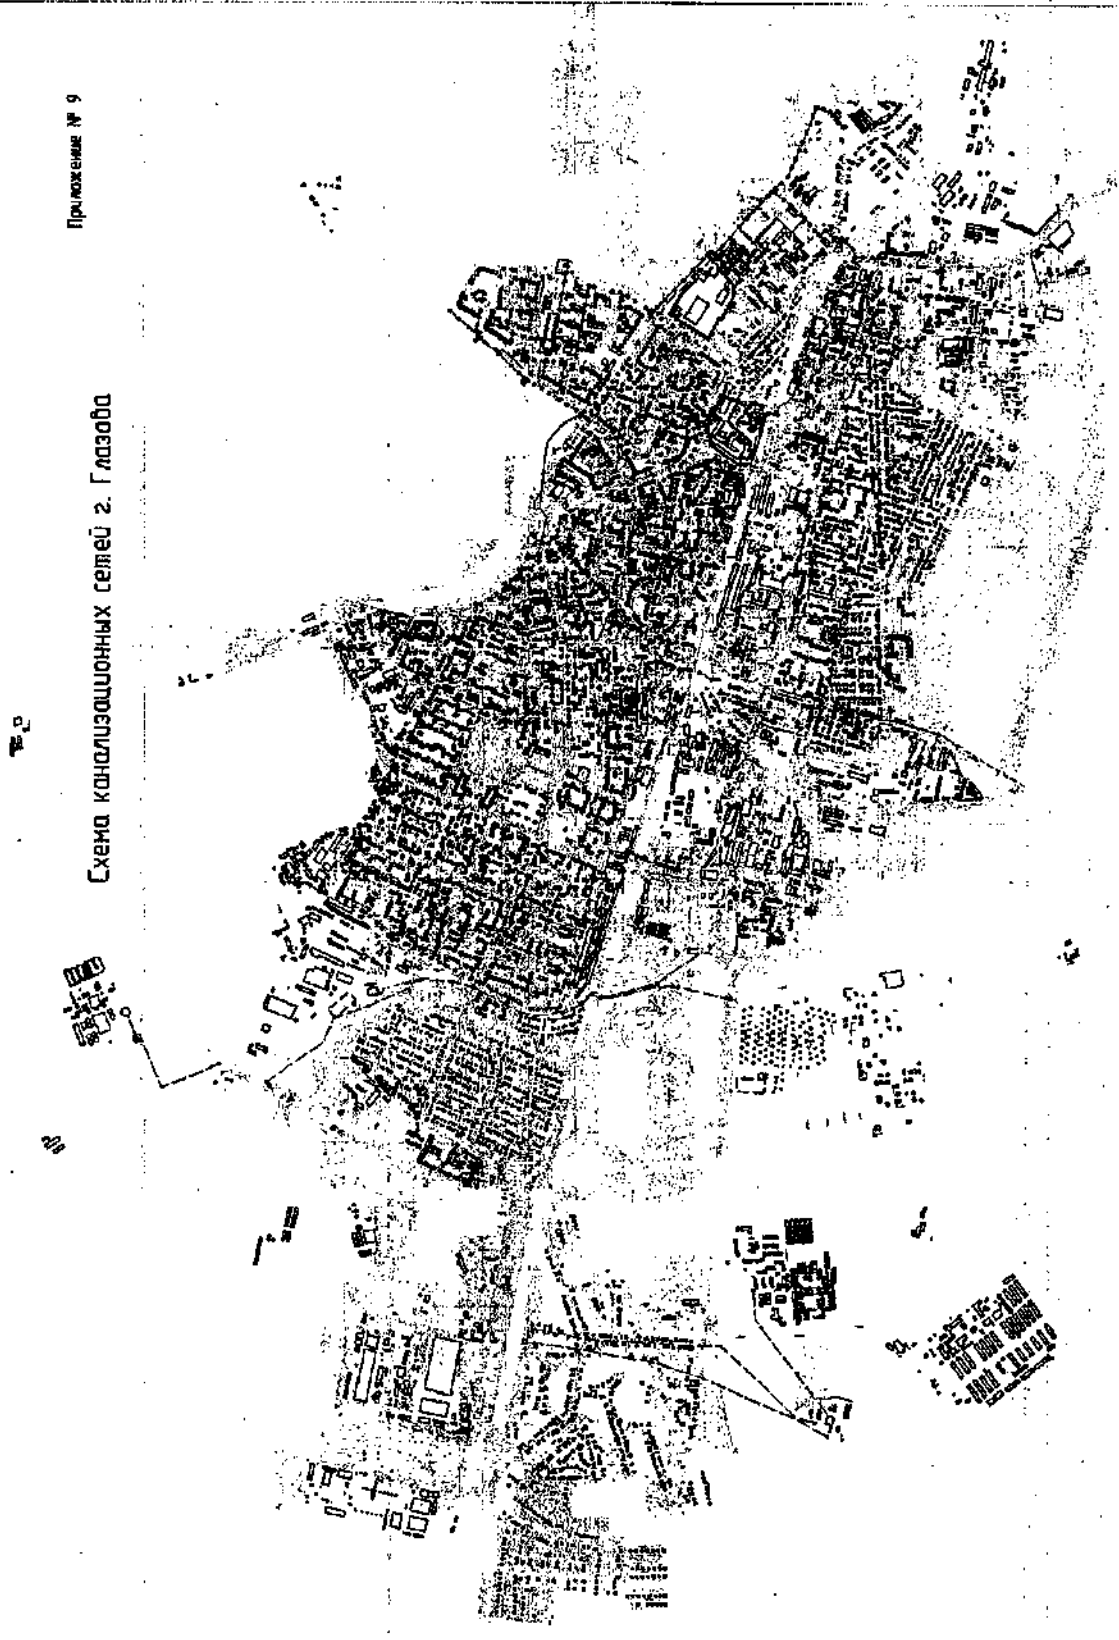 Приложение № 9
Схема канализационных сетей г. Глазова